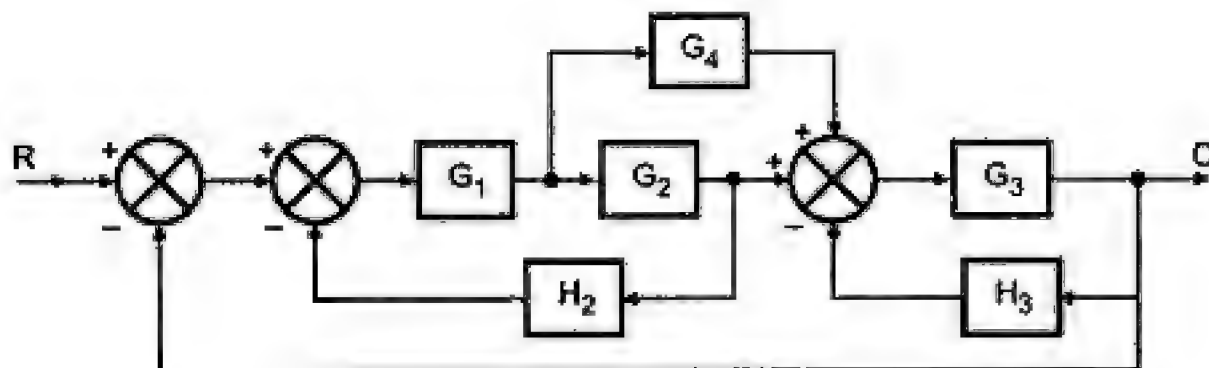 G4
+ + +
R + G1 G2 + G3 C
− − −
H2 H3